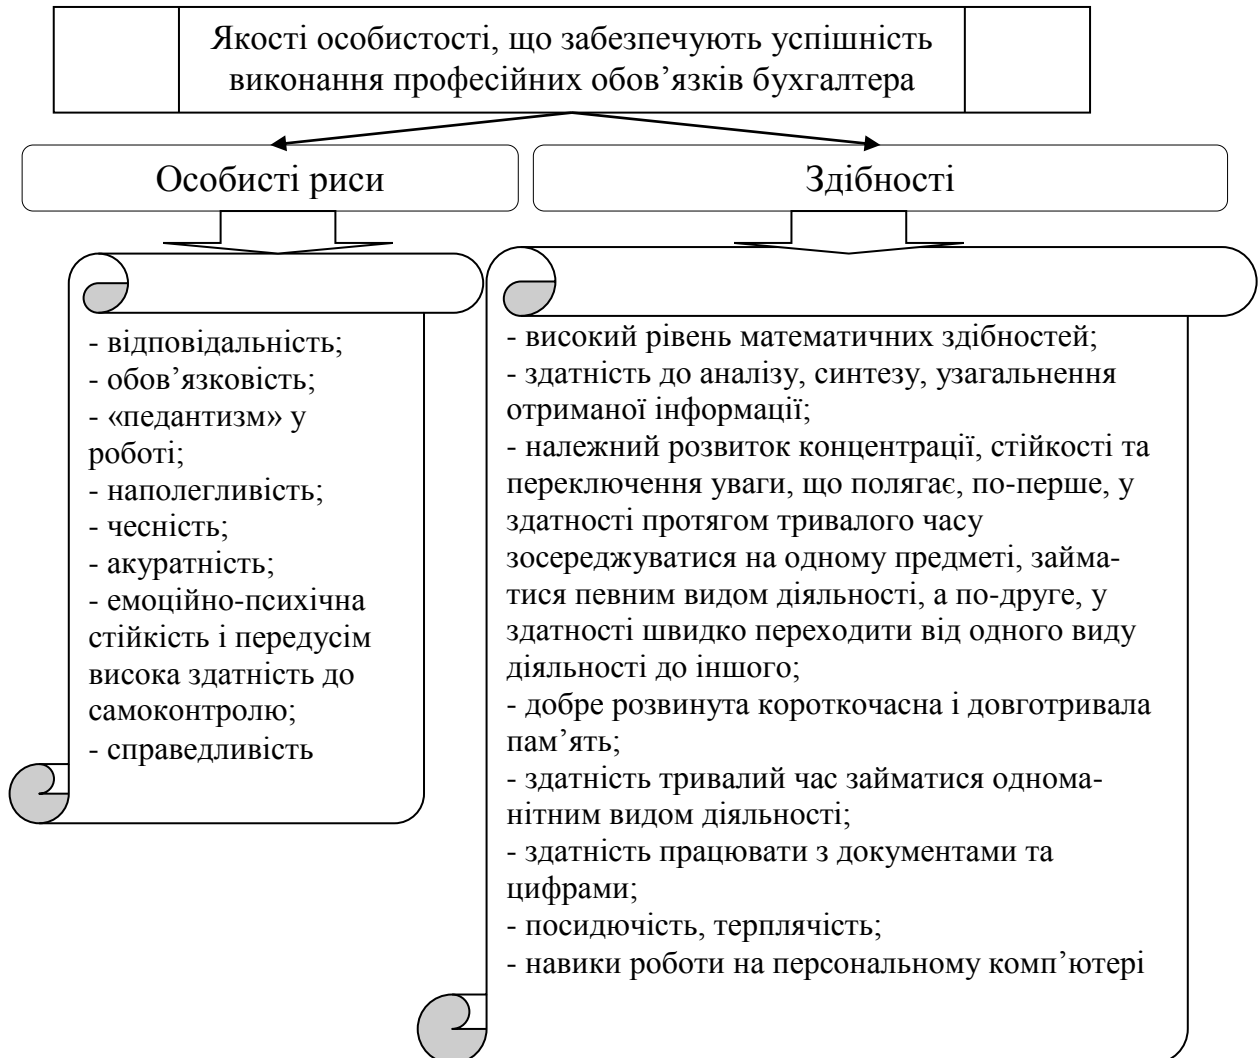 Якості особистості, що забезпечують успішність
виконання професійних обов’язків бухгалтера
Особисті риси
- відповідальність;
- обов’язковість;
- «педантизм» у
роботі;
- наполегливість;
- чесність;
- акуратність;
- емоційно-психічна
стійкість і передусім
висока здатність до
самоконтролю;
- справедливість
Здібності
- високий рівень математичних здібностей;
- здатність до аналізу, синтезу, узагальнення
отриманої інформації;
- належний розвиток концентрації, стійкості та
переключення уваги, що полягає, по-перше, у
здатності протягом тривалого часу
зосереджуватися на одному предметі, займа-
тися певним видом діяльності, а по-друге, у
здатності швидко переходити від одного виду
діяльності до іншого;
- добре розвинута короткочасна і довготривала
пам’ять;
- здатність тривалий час займатися однома-
нітним видом діяльності;
- здатність працювати з документами та
цифрами;
- посидючість, терплячість;
- навики роботи на персональному комп’ютері